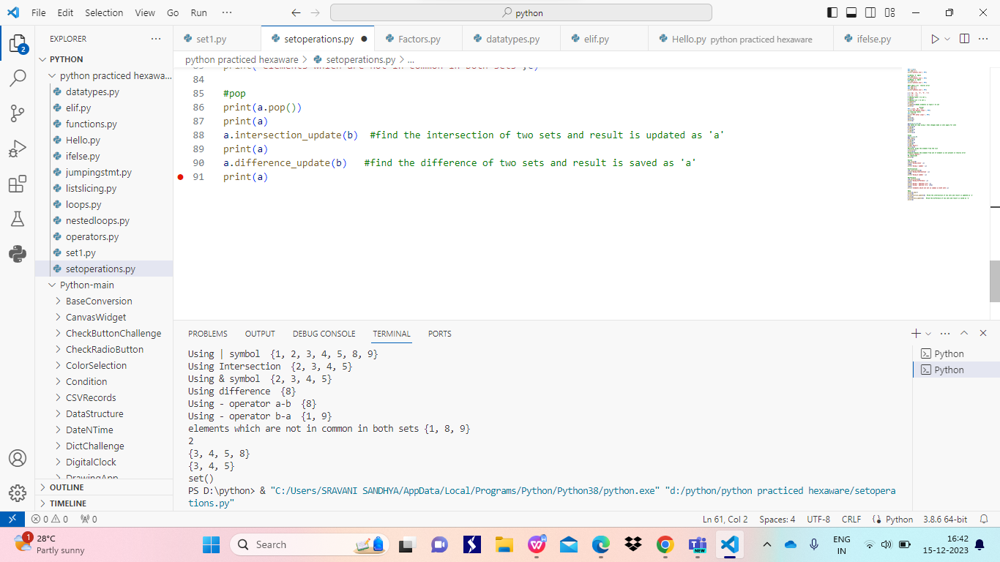 File Edit Selection View Go Run ···
python
EXPLORER
set1.py
setoperations.py
Factors.py
datatypes.py
elif.py
Hello.py python practiced hexaware
ifelse.py
PYTHON
python practiced hexawa...
datatypes.py
elif.py
functions.py
Hello.py
ifelse.py
jumpingstmt.py
listslicing.py
loops.py
nestedloops.py
operators.py
set1.py
setoperations.py
Python-main
BaseConversion
CanvasWidget
CheckButtonChallenge
CheckRadioButton
ColorSelection
Condition
CSVRecords
DataStructure
DateNTime
DictChallenge
DigitalClock
DrawingApp
OUTLINE
TIMELINE
2
python practiced hexaware > setoperations.py > ...
84
85 #pop
86 print(a.pop())
87 print(a)
88 a.intersection_update(b)  #find the intersection of two sets and result is updated as 'a'
89 print(a)
90 a.difference_update(b)   #find the difference of two sets and result is saved as 'a'
91 print(a)
PROBLEMS OUTPUT DEBUG CONSOLE TERMINAL PORTS
Using | symbol  {1, 2, 3, 4, 5, 8, 9}
Using Intersection  {2, 3, 4, 5}
Using & symbol  {2, 3, 4, 5}
Using difference  {8}
Using - operator a-b  {8}
Using - operator b-a  {1, 9}
elements which are not in common in both sets {1, 8, 9}
2
{3, 4, 5, 8}
{3, 4, 5}
set()
PS D:\python> & "C:/Users/SRAVANI SANDHYA/AppData/Local/Programs/Python/Python38/python.exe" "d:/python/python practiced hexaware/setopera
tions.py"
Python
Python
0 0 0
Ln 61, Col 2 Spaces: 4 UTF-8 CRLF Python 3.8.6 64-bit
1
28°C
Partly sunny
Search
NEW
ENG
IN
16:42
15-12-2023